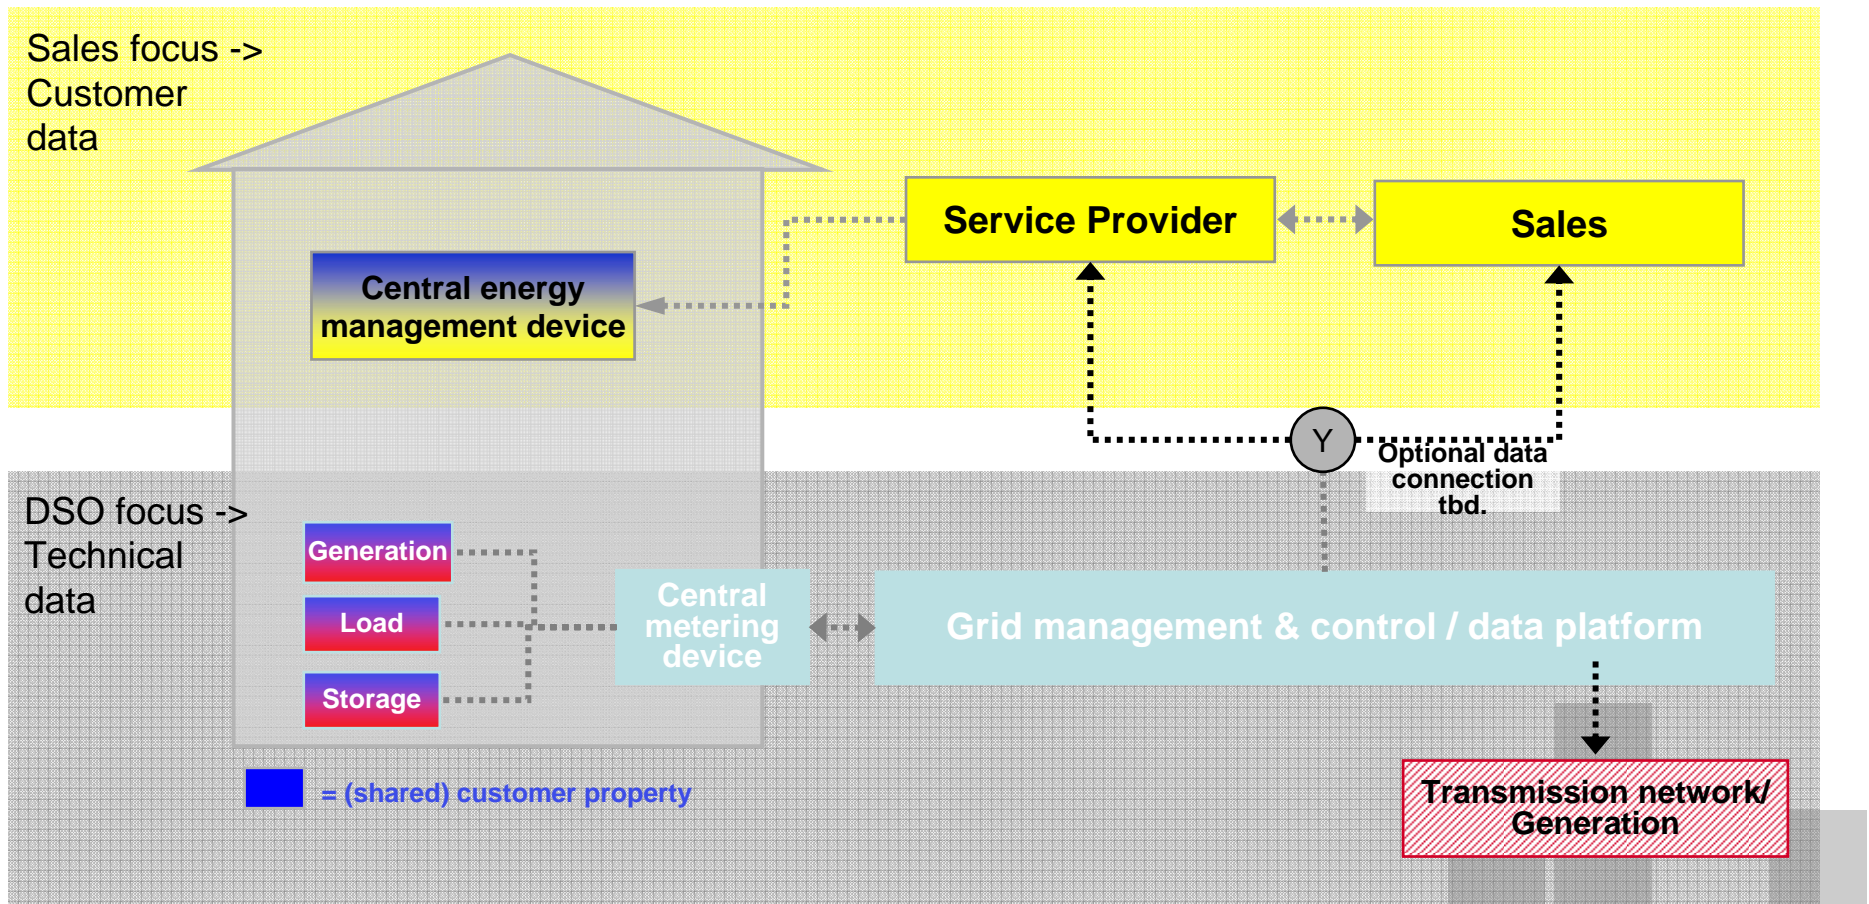 Sales focus ->
Customer
data
Service Provider
Sales
Central energy
management device
Y
Optional data
connection
tbd.
DSO focus ->
Technical
data
Generation
Load
Storage
Central
metering
device
Grid management & control / data platform
= (shared) customer property
Transmission network/
Generation